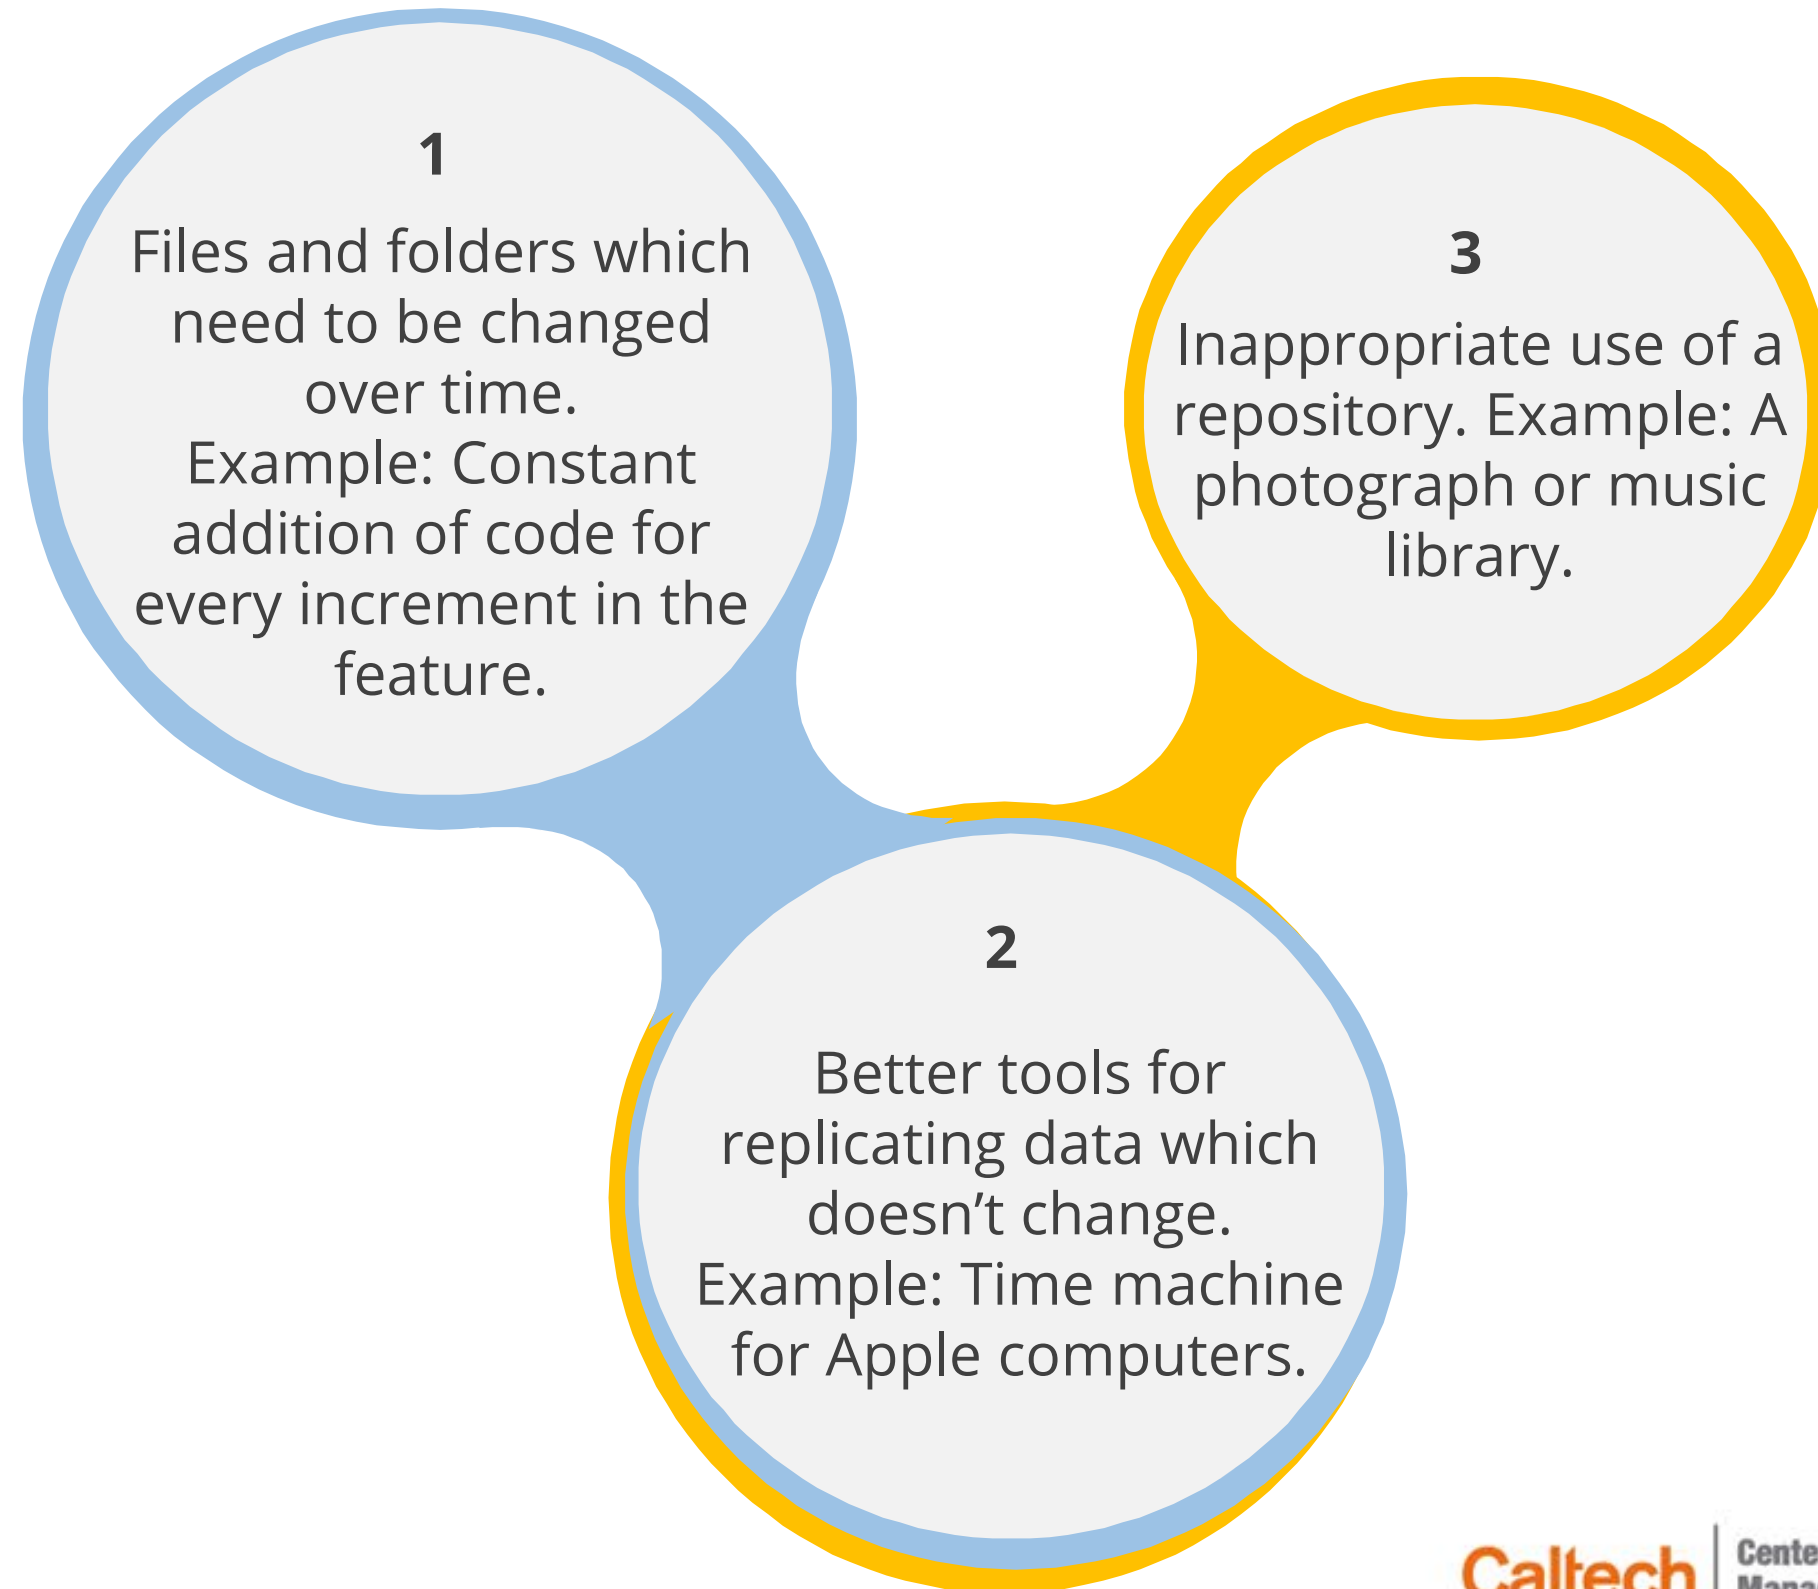 1
Files and folders which
need to be changed
over time.
Example: Constant
addition of code for
every increment in the
feature.
3
Inappropriate use of a
repository. Example: A
photograph or music
library.
2
Better tools for
replicating data which
doesn’t change.
Example: Time machine
for Apple computers.
Caltech